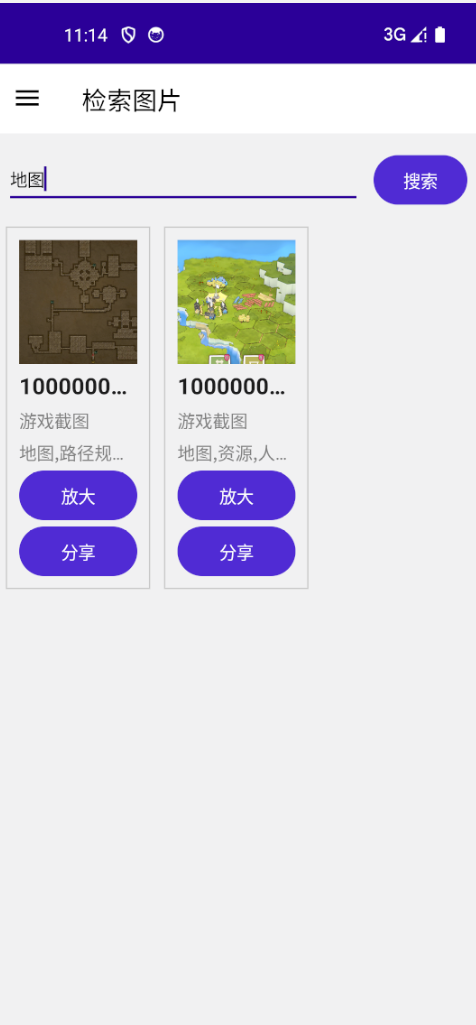 11:14 3G
检索图片
地图 搜索
1000000… 1000000…
游戏截图 游戏截图
地图,路径规… 地图,资源,人…
放大 放大
分享 分享